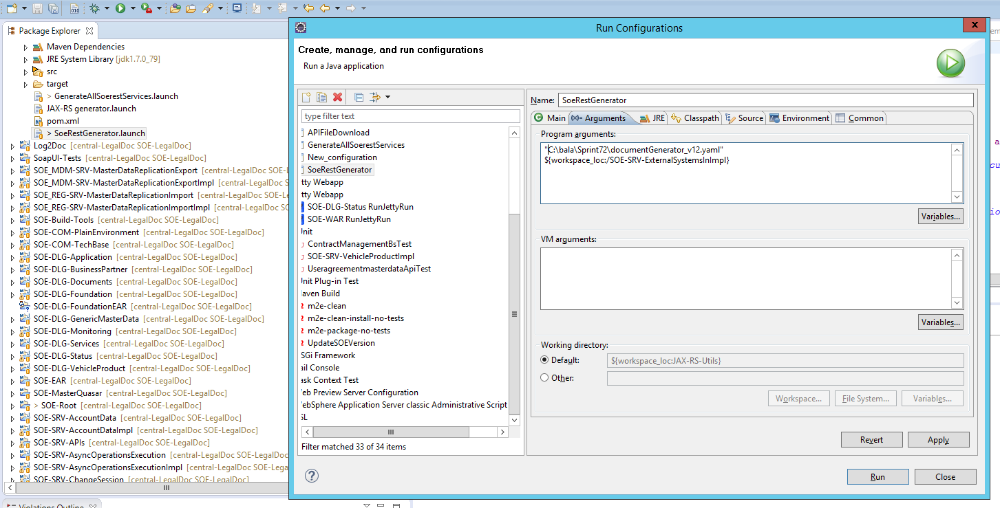 Package Explorer
Maven Dependencies
JRE System Library [jdk1.7.0_79]
src
target
> GenerateAllSoerestServices.launch
JAX-RS generator.launch
pom.xml
> SoeRestGenerator.launch
Log2Doc [central-LegalDoc SOE-LegalDoc]
SoapUI-Tests [central-LegalDoc SOE-LegalDoc]
SOE_MDM-SRV-MasterDataReplicationExport [central-LegalDoc SOE-L
SOE_MDM-SRV-MasterDataReplicationExportImpl [central-LegalDoc S
SOE_REG-SRV-MasterDataReplicationImport [central-LegalDoc SOE-Le
SOE_REG-SRV-MasterDataReplicationImportImpl [central-LegalDoc SO
SOE-Build-Tools [central-LegalDoc SOE-LegalDoc]
SOE-COM-PlainEnvironment [central-LegalDoc SOE-LegalDoc]
SOE-COM-TechBase [central-LegalDoc SOE-LegalDoc]
SOE-DLG-Application [central-LegalDoc SOE-LegalDoc]
SOE-DLG-BusinessPartner [central-LegalDoc SOE-LegalDoc]
SOE-DLG-Documents [central-LegalDoc SOE-LegalDoc]
SOE-DLG-Foundation [central-LegalDoc SOE-LegalDoc]
SOE-DLG-FoundationEAR [central-LegalDoc SOE-LegalDoc]
SOE-DLG-GenericMasterData [central-LegalDoc SOE-LegalDoc]
SOE-DLG-Monitoring [central-LegalDoc SOE-LegalDoc]
SOE-DLG-Services [central-LegalDoc SOE-LegalDoc]
SOE-DLG-Status [central-LegalDoc SOE-LegalDoc]
SOE-DLG-VehicleProduct [central-LegalDoc SOE-LegalDoc]
SOE-EAR [central-LegalDoc SOE-LegalDoc]
SOE-MasterQuasar [central-LegalDoc SOE-LegalDoc]
> SOE-Root [central-LegalDoc SOE-LegalDoc]
SOE-SRV-AccountData [central-LegalDoc SOE-LegalDoc]
SOE-SRV-AccountDataImpl [central-LegalDoc SOE-LegalDoc]
SOE-SRV-APIs [central-LegalDoc SOE-LegalDoc]
SOE-SRV-AsyncOperationsExecution [central-LegalDoc SOE-LegalDoc
SOE-SRV-AsyncOperationsExecutionImpl [central-LegalDoc SOE-Lega
SOE-SRV-ChangeSession [central-LegalDoc SOE-LegalDoc]
Violations Outline
Run Configurations
X
Create, manage, and run configurations
Run a Java application
type filter text
APIFileDownload
GenerateAllSoerestServices
New_configuration
SoeRestGenerator
tty Webapp
tty Webapp
SOE-DLG-Status RunJettyRun
SOE-WAR RunJettyRun
Unit
ContractManagementBsTest
SOE-SRV-VehicleProductImpl
UseragreementmasterdataApiTest
Unit Plug-in Test
laven Build
m2e-clean
m2e-clean-install-no-tests
m2e-package-no-tests
UpdateSOEVersion
SGi Framework
ail Console
ask Context Test
Veb Preview Server Configuration
VebSphere Application Server classic Administrative Script
SL
Filter matched 33 of 34 items
Name: SoeRestGenerator
Main (x)= Arguments JRE Classpath Source Environment Common
Program arguments:
"C:\bala\Sprint72\documentGenerator_v12.yaml"
${workspace_loc:/SOE-SRV-ExternalSystemsInImpl}
Variables...
VM arguments:
Variables...
Working directory:
Default: ${workspace_loc:JAX-RS-Utils}
Other:
Workspace... File System... Variables...
Revert Apply
? Run Close